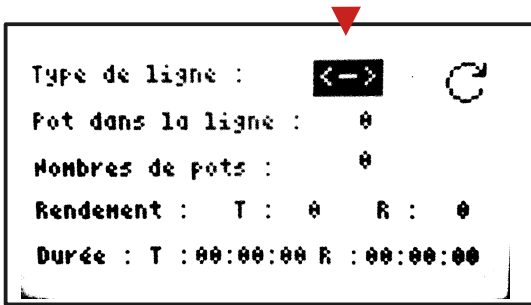 Type de ligne : <->
Pot dans la ligne : 0
Nombres de pots : 0
Rendement : T : 0 R : 0
Durée : T :00:00:00 R :00:00:00